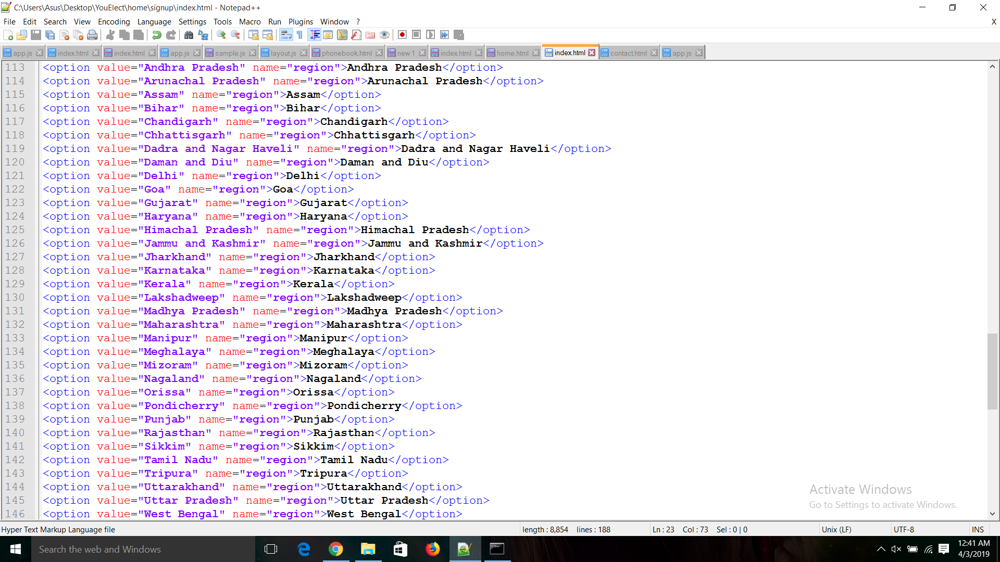 C:\Users\Asus\Desktop\YouElect\home\signup\index.html - Notepad++
File Edit Search View Encoding Language Settings Tools Macro Run Plugins Window ? X
app.js index.html index.html app.js sample.js layout.js phonebook.html new 1 index.html home.html index.html contact.html app.js
113 <option value="Andhra Pradesh" name="region">Andhra Pradesh</option>
114 <option value="Arunachal Pradesh" name="region">Arunachal Pradesh</option>
115 <option value="Assam" name="region">Assam</option>
116 <option value="Bihar" name="region">Bihar</option>
117 <option value="Chandigarh" name="region">Chandigarh</option>
118 <option value="Chhattisgarh" name="region">Chhattisgarh</option>
119 <option value="Dadra and Nagar Haveli" name="region">Dadra and Nagar Haveli</option>
120 <option value="Daman and Diu" name="region">Daman and Diu</option>
121 <option value="Delhi" name="region">Delhi</option>
122 <option value="Goa" name="region">Goa</option>
123 <option value="Gujarat" name="region">Gujarat</option>
124 <option value="Haryana" name="region">Haryana</option>
125 <option value="Himachal Pradesh" name="region">Himachal Pradesh</option>
126 <option value="Jammu and Kashmir" name="region">Jammu and Kashmir</option>
127 <option value="Jharkhand" name="region">Jharkhand</option>
128 <option value="Karnataka" name="region">Karnataka</option>
129 <option value="Kerala" name="region">Kerala</option>
130 <option value="Lakshadweep" name="region">Lakshadweep</option>
131 <option value="Madhya Pradesh" name="region">Madhya Pradesh</option>
132 <option value="Maharashtra" name="region">Maharashtra</option>
133 <option value="Manipur" name="region">Manipur</option>
134 <option value="Meghalaya" name="region">Meghalaya</option>
135 <option value="Mizoram" name="region">Mizoram</option>
136 <option value="Nagaland" name="region">Nagaland</option>
137 <option value="Orissa" name="region">Orissa</option>
138 <option value="Pondicherry" name="region">Pondicherry</option>
139 <option value="Punjab" name="region">Punjab</option>
140 <option value="Rajasthan" name="region">Rajasthan</option>
141 <option value="Sikkim" name="region">Sikkim</option>
142 <option value="Tamil Nadu" name="region">Tamil Nadu</option>
143 <option value="Tripura" name="region">Tripura</option>
144 <option value="Uttarakhand" name="region">Uttarakhand</option>
145 <option value="Uttar Pradesh" name="region">Uttar Pradesh</option>
146 <option value="West Bengal" name="region">West Bengal</option>
Activate Windows
Go to Settings to activate Windows.
Hyper Text Markup Language file length : 8,854 lines : 188 Ln : 23 Col : 73 Sel : 0 | 0 Unix (LF) UTF-8 INS
Search the web and Windows
12:41 AM
4/3/2019